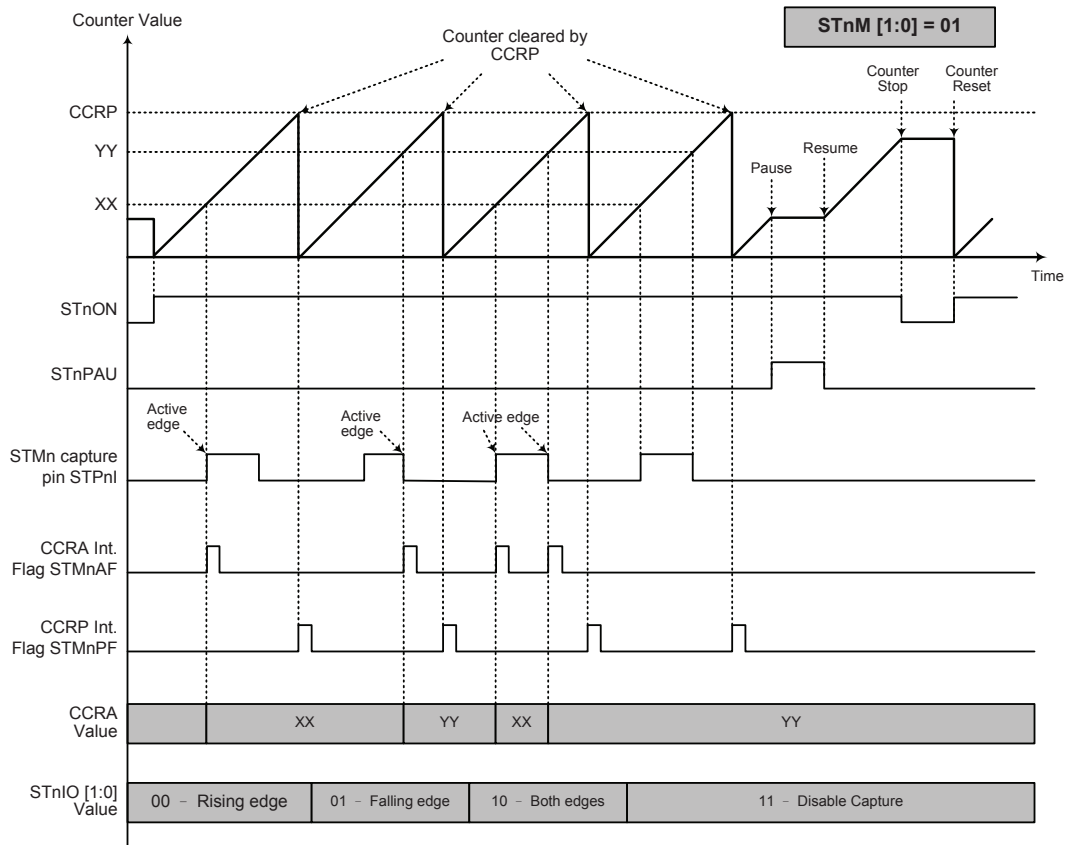 Counter Value
STnM [1:0] = 01
Counter cleared by
CCRP
Counter
Stop
Counter
Reset
CCRP
YY
XX
Pause
Resume
Time
STnON
STnPAU
Active
edge
Active
edge
Active edge
STMn capture
pin STPnI
CCRA Int.
Flag STMnAF
CCRP Int.
Flag STMnPF
CCRA
Value
XX
YY
XX
YY
STnIO [1:0]
Value
00 - Rising edge
01 - Falling edge
10 - Both edges
11 - Disable Capture